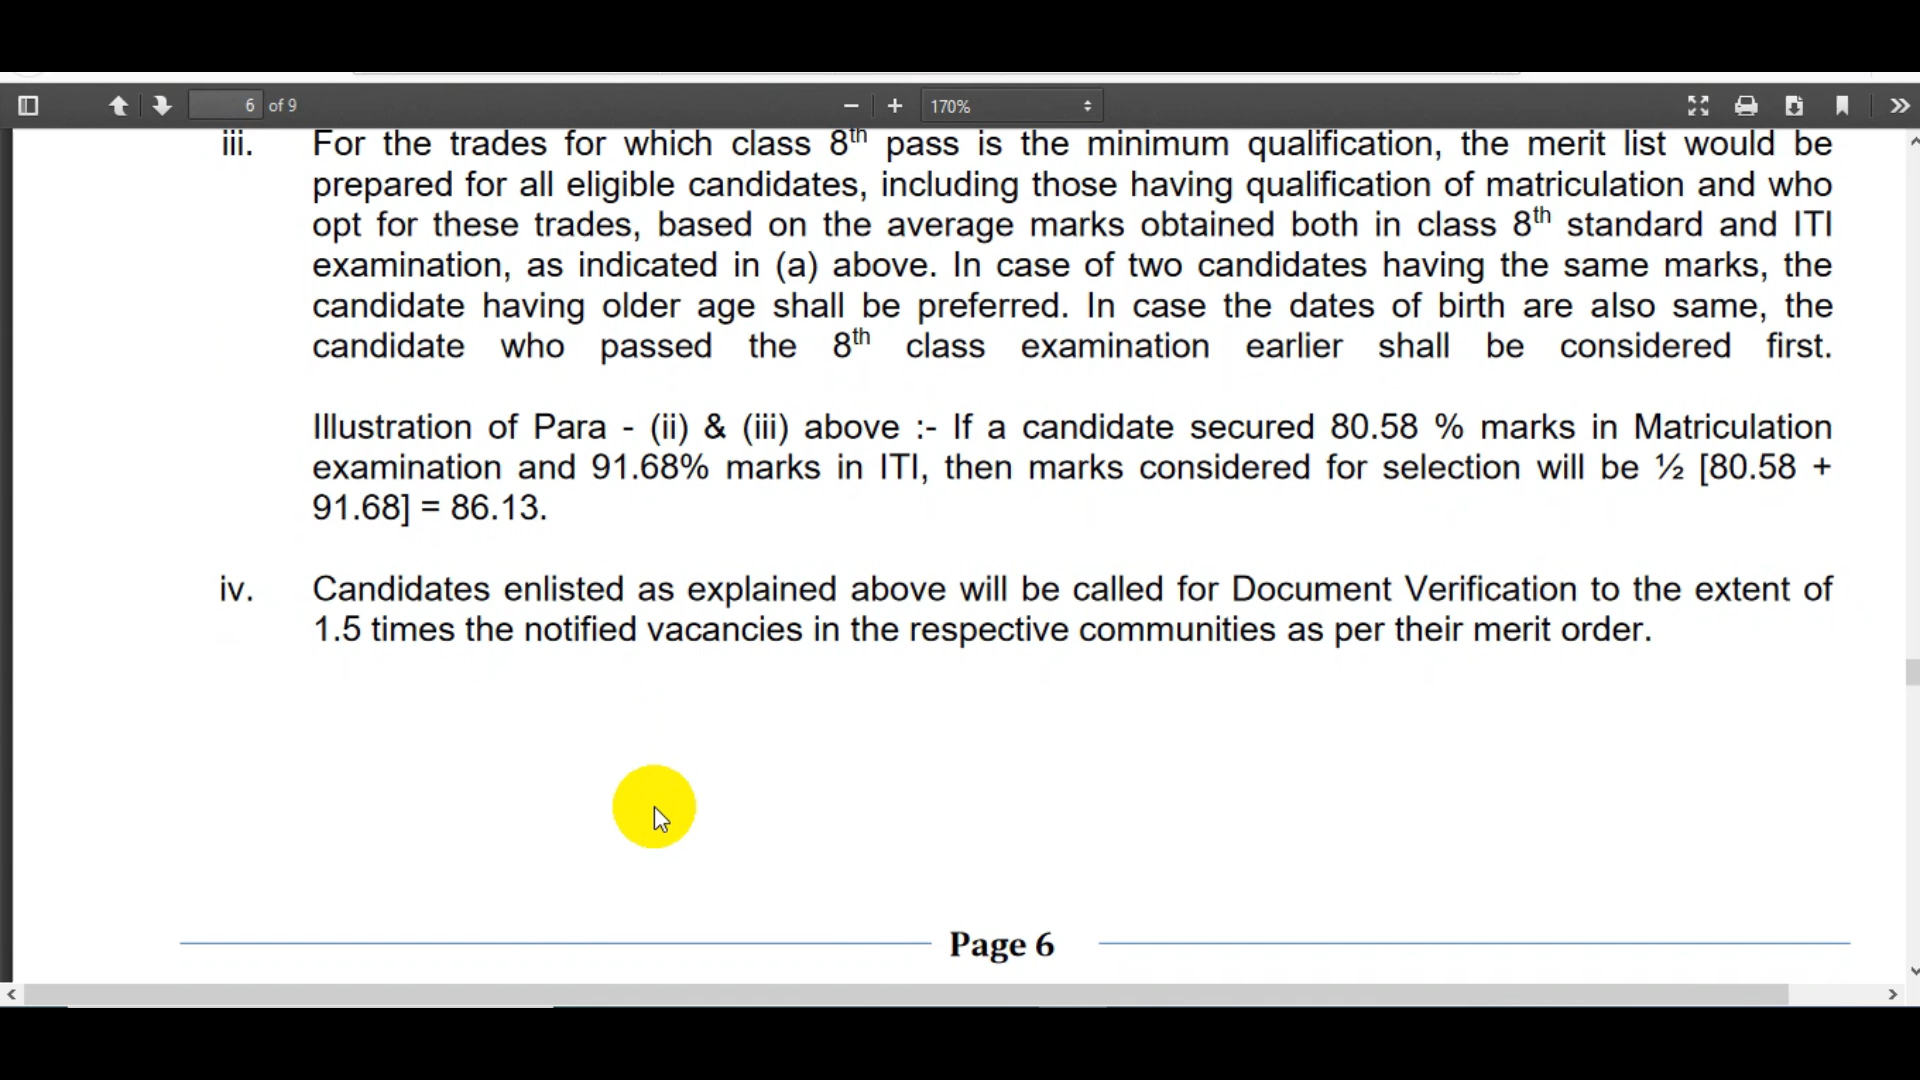 6 of 9
170%
iii. For the trades for which class 8th pass is the minimum qualification, the merit list would be
prepared for all eligible candidates, including those having qualification of matriculation and who
opt for these trades, based on the average marks obtained both in class 8th standard and ITI
examination, as indicated in (a) above. In case of two candidates having the same marks, the
candidate having older age shall be preferred. In case the dates of birth are also same, the
candidate who passed the 8th class examination earlier shall be considered first.
Illustration of Para - (ii) & (iii) above :- If a candidate secured 80.58 % marks in Matriculation
examination and 91.68% marks in ITI, then marks considered for selection will be ½ [80.58 +
91.68] = 86.13.
iv. Candidates enlisted as explained above will be called for Document Verification to the extent of
1.5 times the notified vacancies in the respective communities as per their merit order.
Page 6